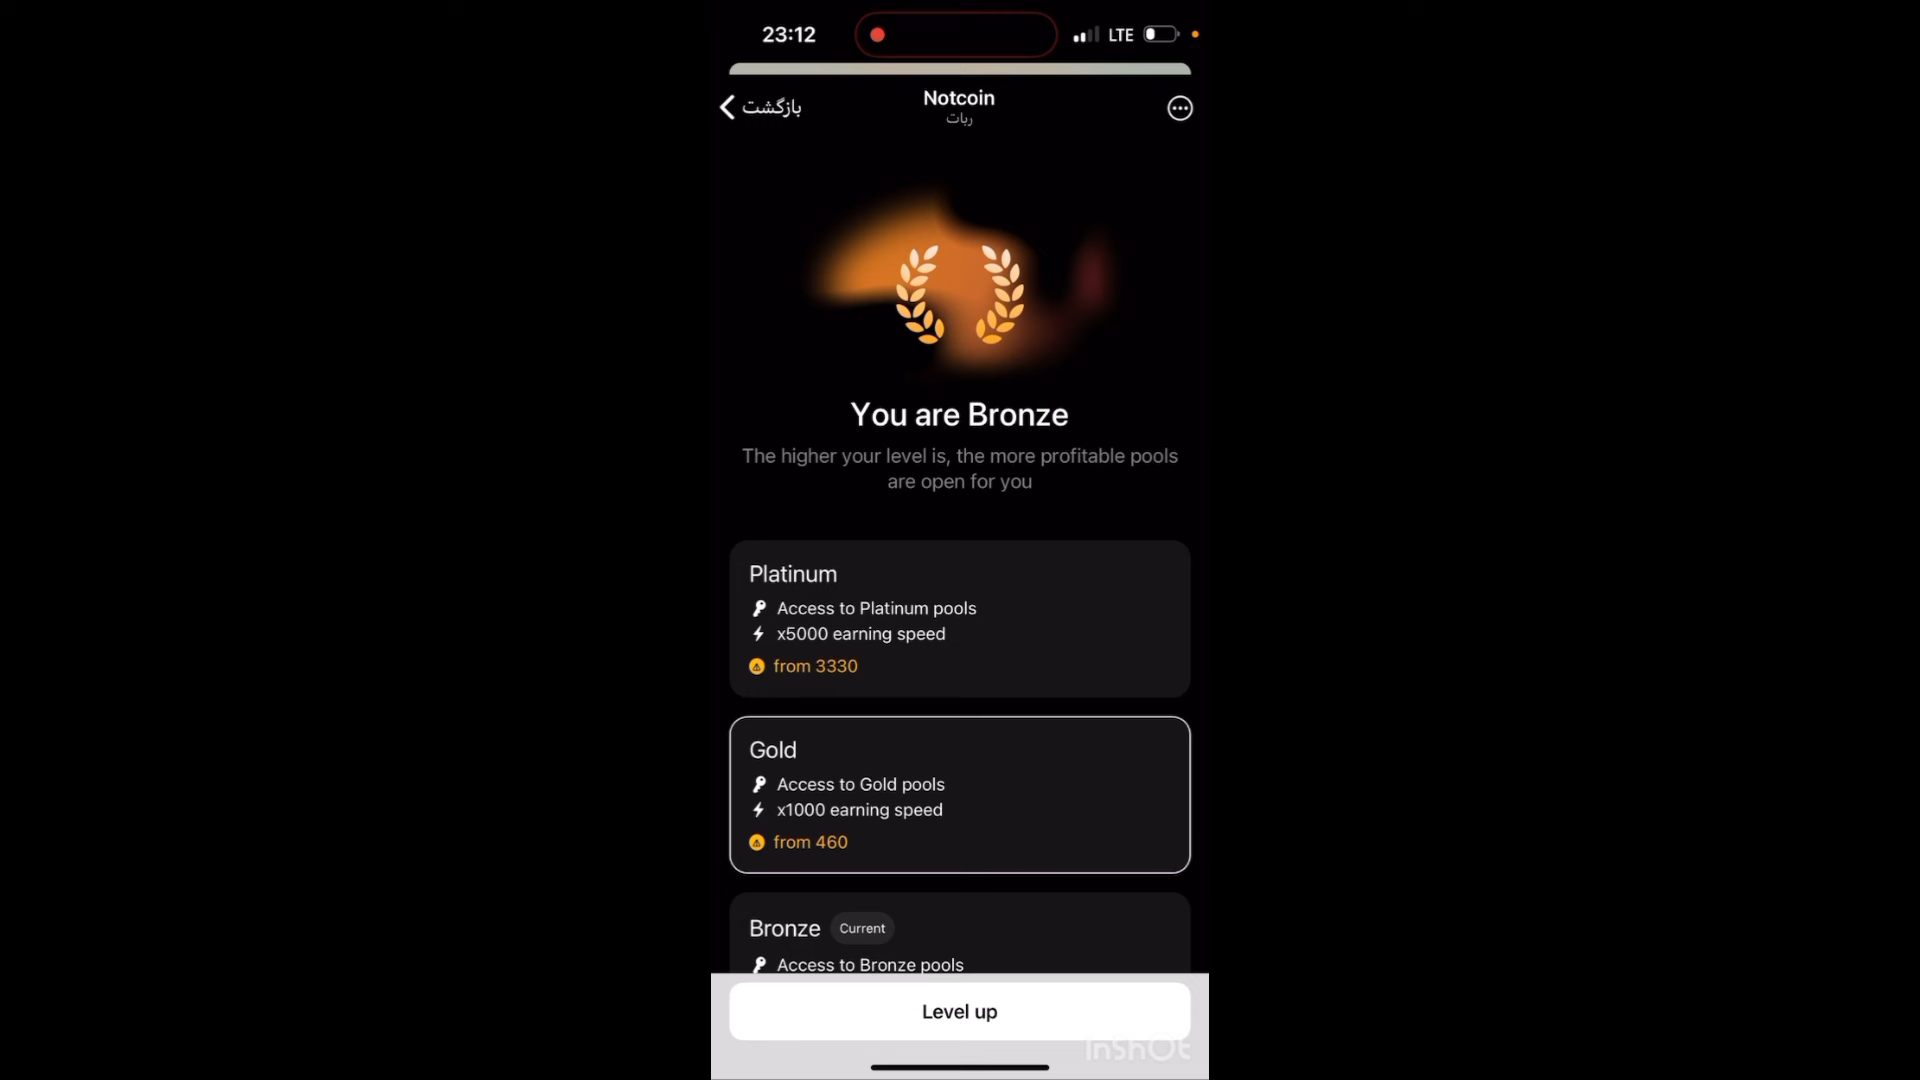 23:12
LTE
بازگشت
Notcoin
ربات
You are Bronze
The higher your level is, the more profitable pools
are open for you
Platinum
Access to Platinum pools
x5000 earning speed
from 3330
Gold
Access to Gold pools
x1000 earning speed
from 460
Bronze Current
Access to Bronze pools
Level up
InShOt